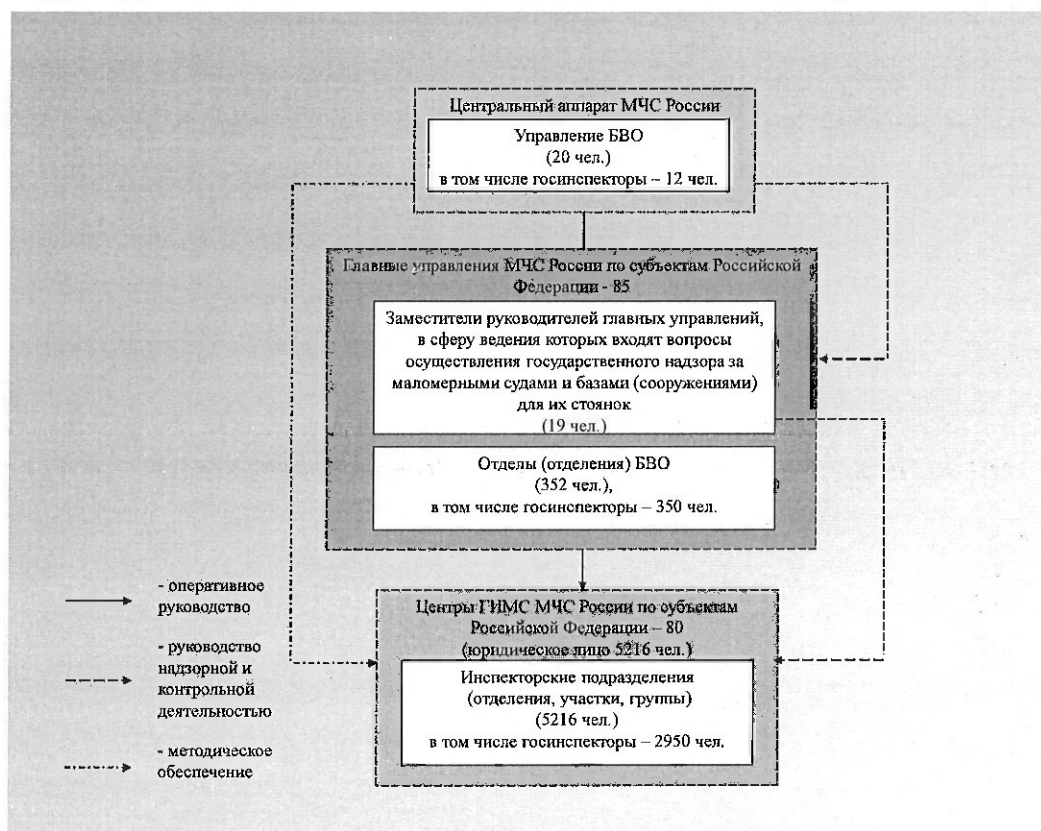 Центральный аппарат МЧС России
Управление БВО
(20 чел.)
в том числе госинспекторы – 12 чел.
Главные управления МЧС России по субъектам Российской
Федерации - 85
Заместители руководителей главных управлений,
в сферу ведения которых входят вопросы
осуществления государственного надзора за
маломерными судами и базами (сооружениями)
для их стоянок
(19 чел.)
Отделы (отделения) БВО
(352 чел.),
в том числе госинспекторы – 350 чел.
Центры ГИМС МЧС России по субъектам
Российской Федерации – 80
(юридическое лицо 5216 чел.)
Инспекторские подразделения
(отделения, участки, группы)
(5216 чел.)
в том числе госинспекторы – 2950 чел.
- оперативное
руководство
- руководство
надзорной и
контрольной
деятельностью
- методическое
обеспечение